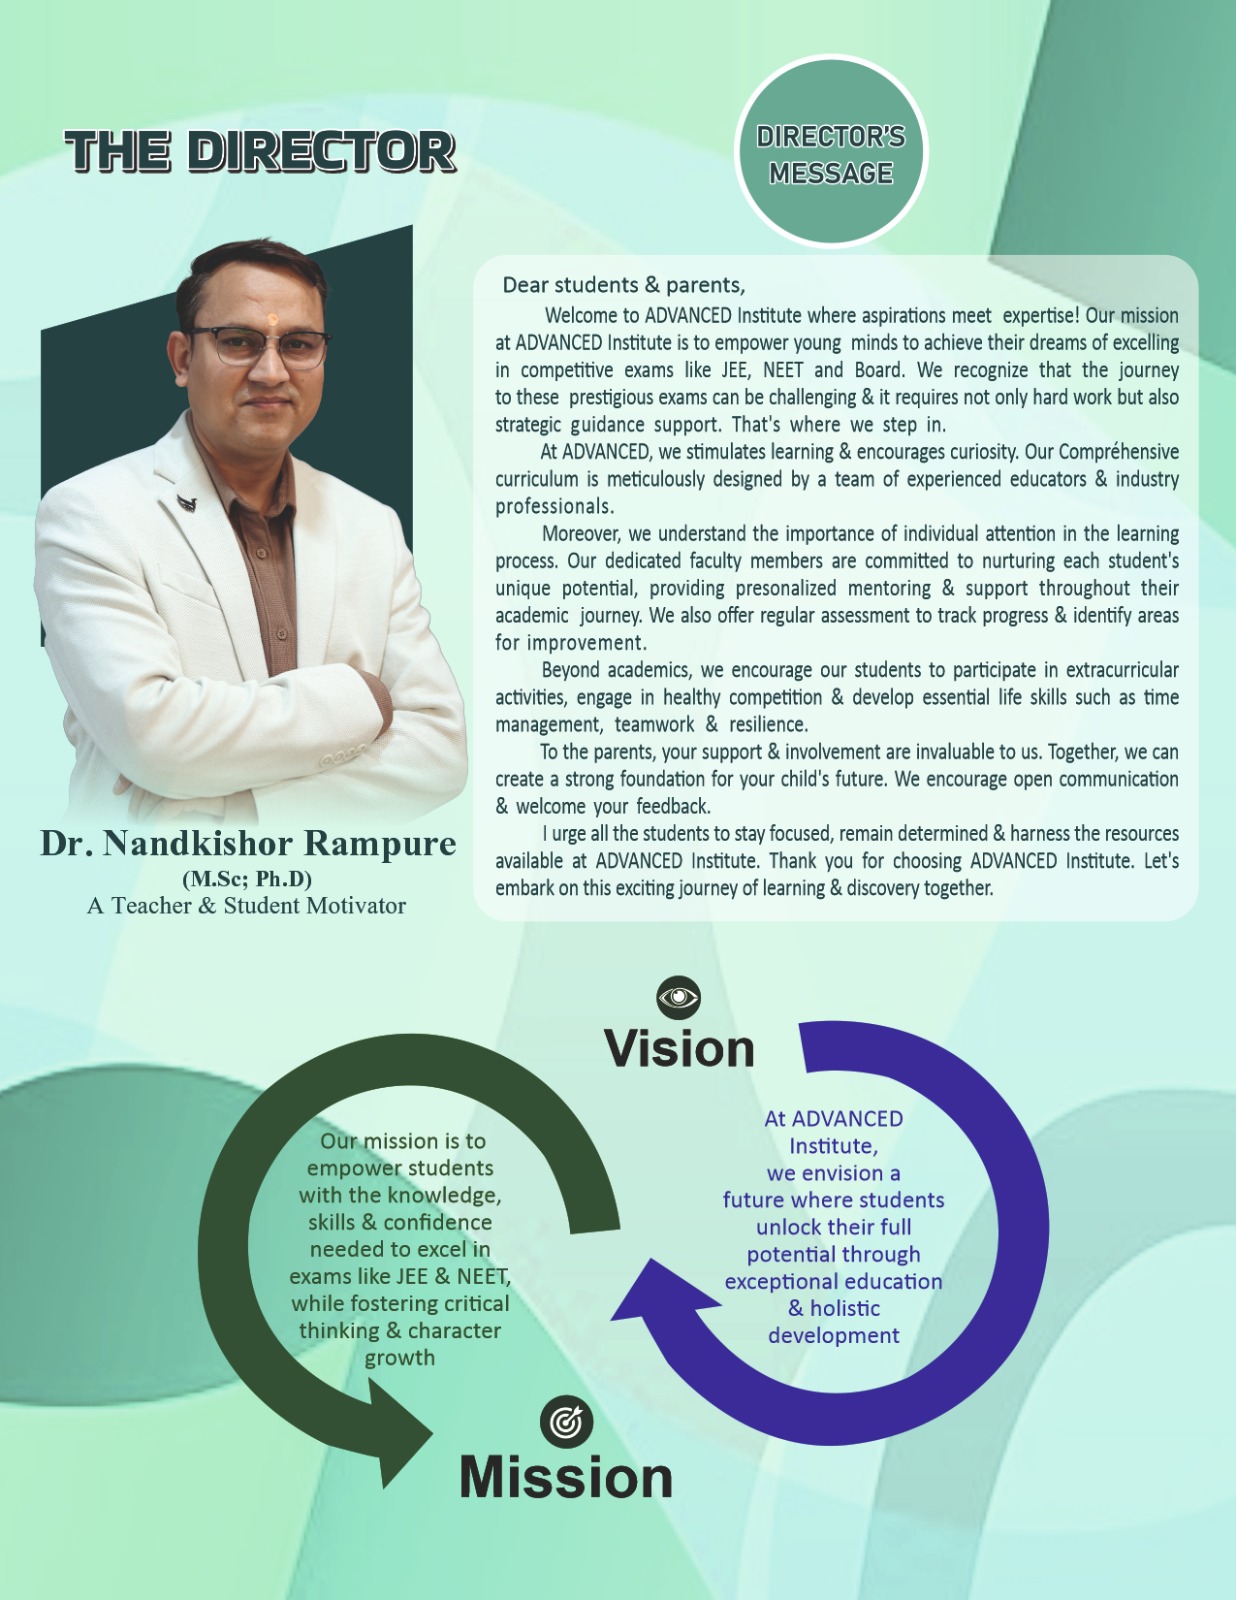 THE DIRECTOR
DIRECTOR'S
MESSAGE
Dear students & parents,
Welcome to ADVANCED Institute where aspirations meet expertise! Our mission
at ADVANCED Institute is to empower young minds to achieve their dreams of excelling
in competitive exams like JEE, NEET and Board. We recognize that the journey
to these prestigious exams can be challenging & it requires not only hard work but also
strategic guidance support. That's where we step in.
At ADVANCED, we stimulates learning & encourages curiosity. Our Compréhensive
curriculum is meticulously designed by a team of experienced educators & industry
professionals.
Moreover, we understand the importance of individual attention in the learning
process. Our dedicated faculty members are committed to nurturing each student's
unique potential, providing presonalized mentoring & support throughout their
academic journey. We also offer regular assessment to track progress & identify areas
for improvement.
Beyond academics, we encourage our students to participate in extracurricular
activities, engage in healthy competition & develop essential life skills such as time
management, teamwork & resilience.
To the parents, your support & involvement are invaluable to us. Together, we can
create a strong foundation for your child's future. We encourage open communication
& welcome your feedback.
I urge all the students to stay focused, remain determined & harness the resources
available at ADVANCED Institute. Thank you for choosing ADVANCED Institute. Let's
embark on this exciting journey of learning & discovery together.
Dr. Nandkishor Rampure
(M.Sc; Ph.D)
A Teacher & Student Motivator
Vision
At ADVANCED
Institute,
we envision a
future where students
unlock their full
potential through
exceptional education
& holistic
development
Our mission is to
empower students
with the knowledge,
skills & confidence
needed to excel in
exams like JEE & NEET,
while fostering critical
thinking & character
growth
Mission